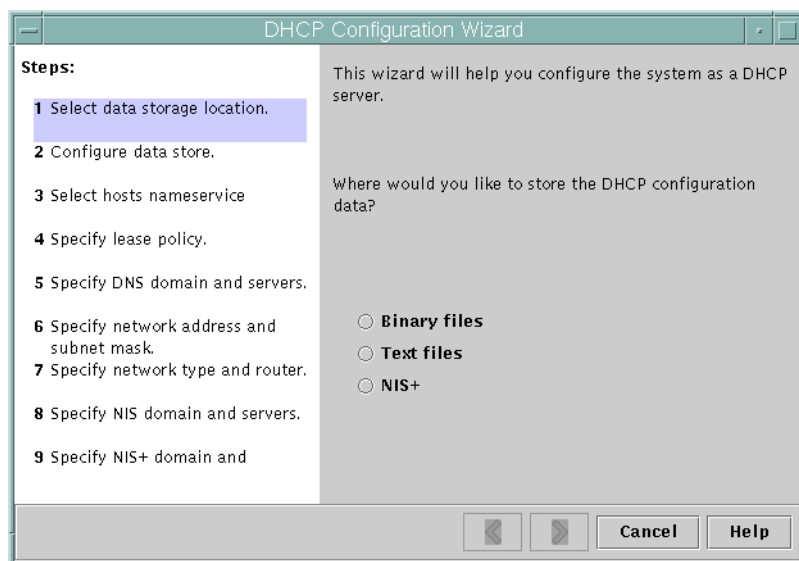 DHCP Configuration Wizard
Steps:
1 Select data storage location.
2 Configure data store.
3 Select hosts nameservice
4 Specify lease policy.
5 Specify DNS domain and servers.
6 Specify network address and
subnet mask.
7 Specify network type and router.
8 Specify NIS domain and servers.
9 Specify NIS+ domain and
This wizard will help you configure the system as a DHCP
server.
Where would you like to store the DHCP configuration
data?
Binary files
Text files
NIS+
Cancel
Help